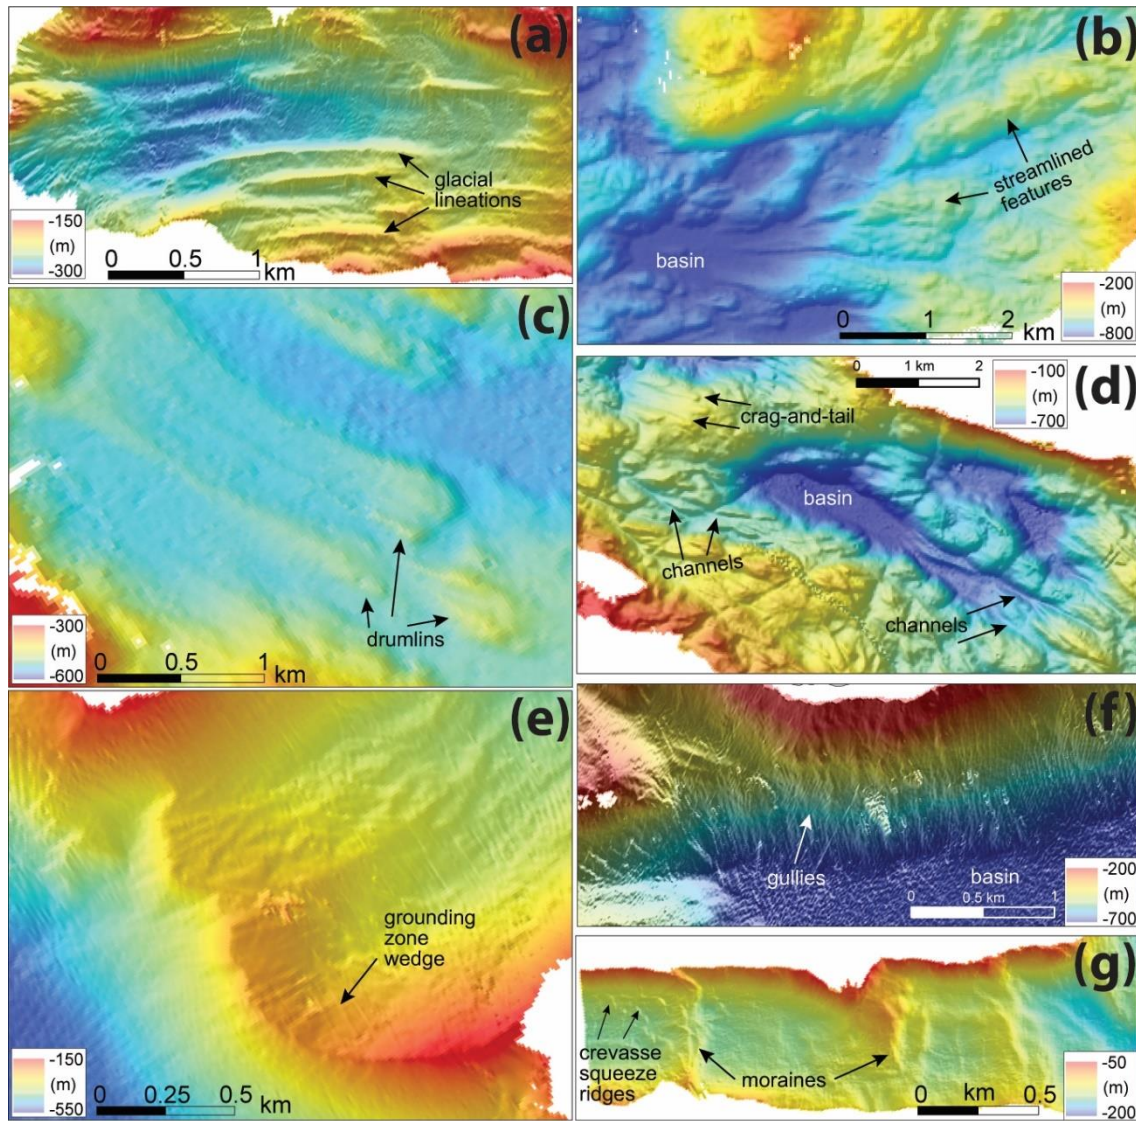 (a)
glacial
lineations
-150
(m)
-300
0 0.5 1
km
(b)
streamlined
features
basin
-200
(m)
-800
0 1 2
km
(c)
drumlins
-300
(m)
-600
0 0.5 1
km
(d)
0 1 km 2
-100
(m)
-700
crag-and-tail
basin
channels
channels
(e)
grounding
zone
wedge
-150
(m)
-550
0 0.25 0.5
km
(f)
gullies
basin
0 0.5 km 1
-200
(m)
-700
(g)
crevasse
squeeze
ridges
moraines
-50
(m)
-200
0 km 0.5